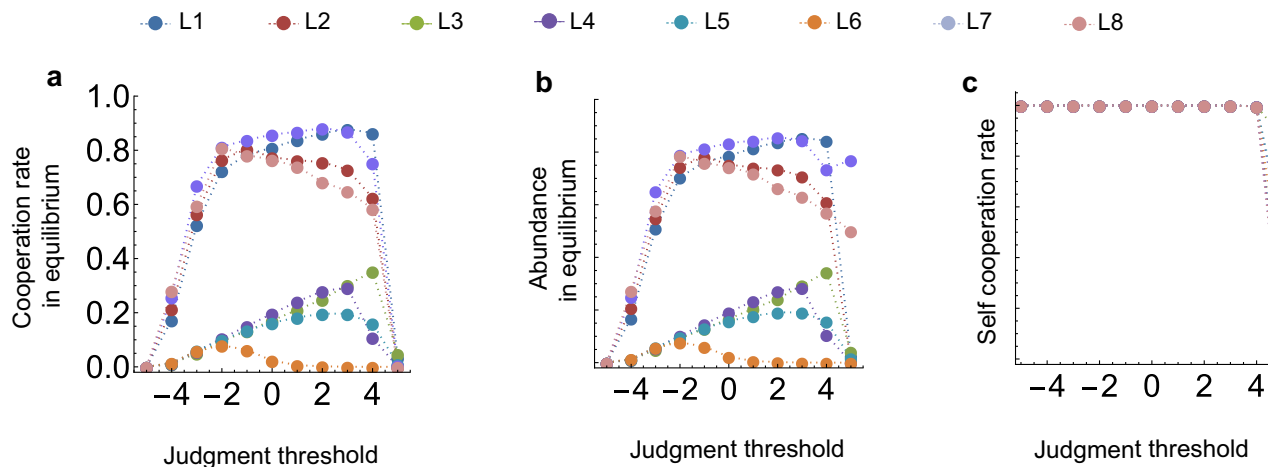 L1 L2 L3 L4 L5 L6 L7 L8
a b c
Cooperation rate
in equilibrium
1.0
0.8
0.6
0.4
0.2
0.0
−4 −2 0 2 4
Judgment threshold
Abundance
in equilibrium
−4 −2 0 2 4
Judgment threshold
Self cooperation rate
−4 −2 0 2 4
Judgment threshold